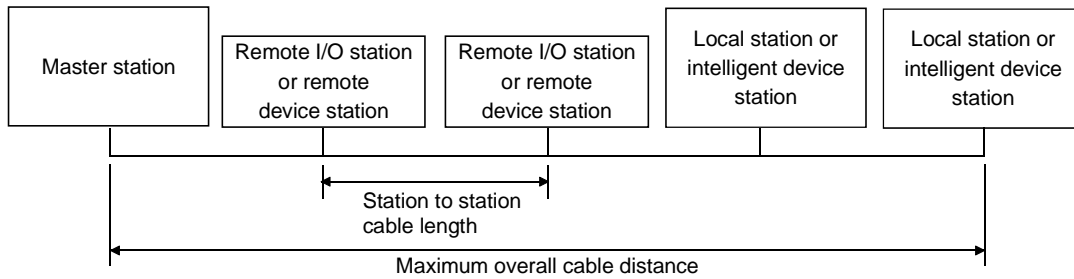 Master station
Remote I/O station
or remote
device station
Remote I/O station
or remote
device station
Local station or
intelligent device
station
Local station or
intelligent device
station
Station to station
cable length
Maximum overall cable distance